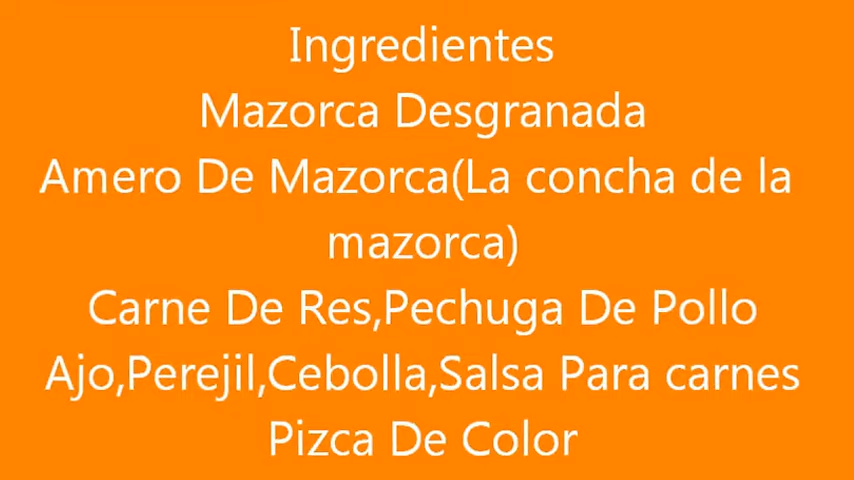 Ingredientes
Mazorca Desgranada
Amero De Mazorca(La concha de la
mazorca)
Carne De Res,Pechuga De Pollo
Ajo,Perejil,Cebolla,Salsa Para carnes
Pizca De Color